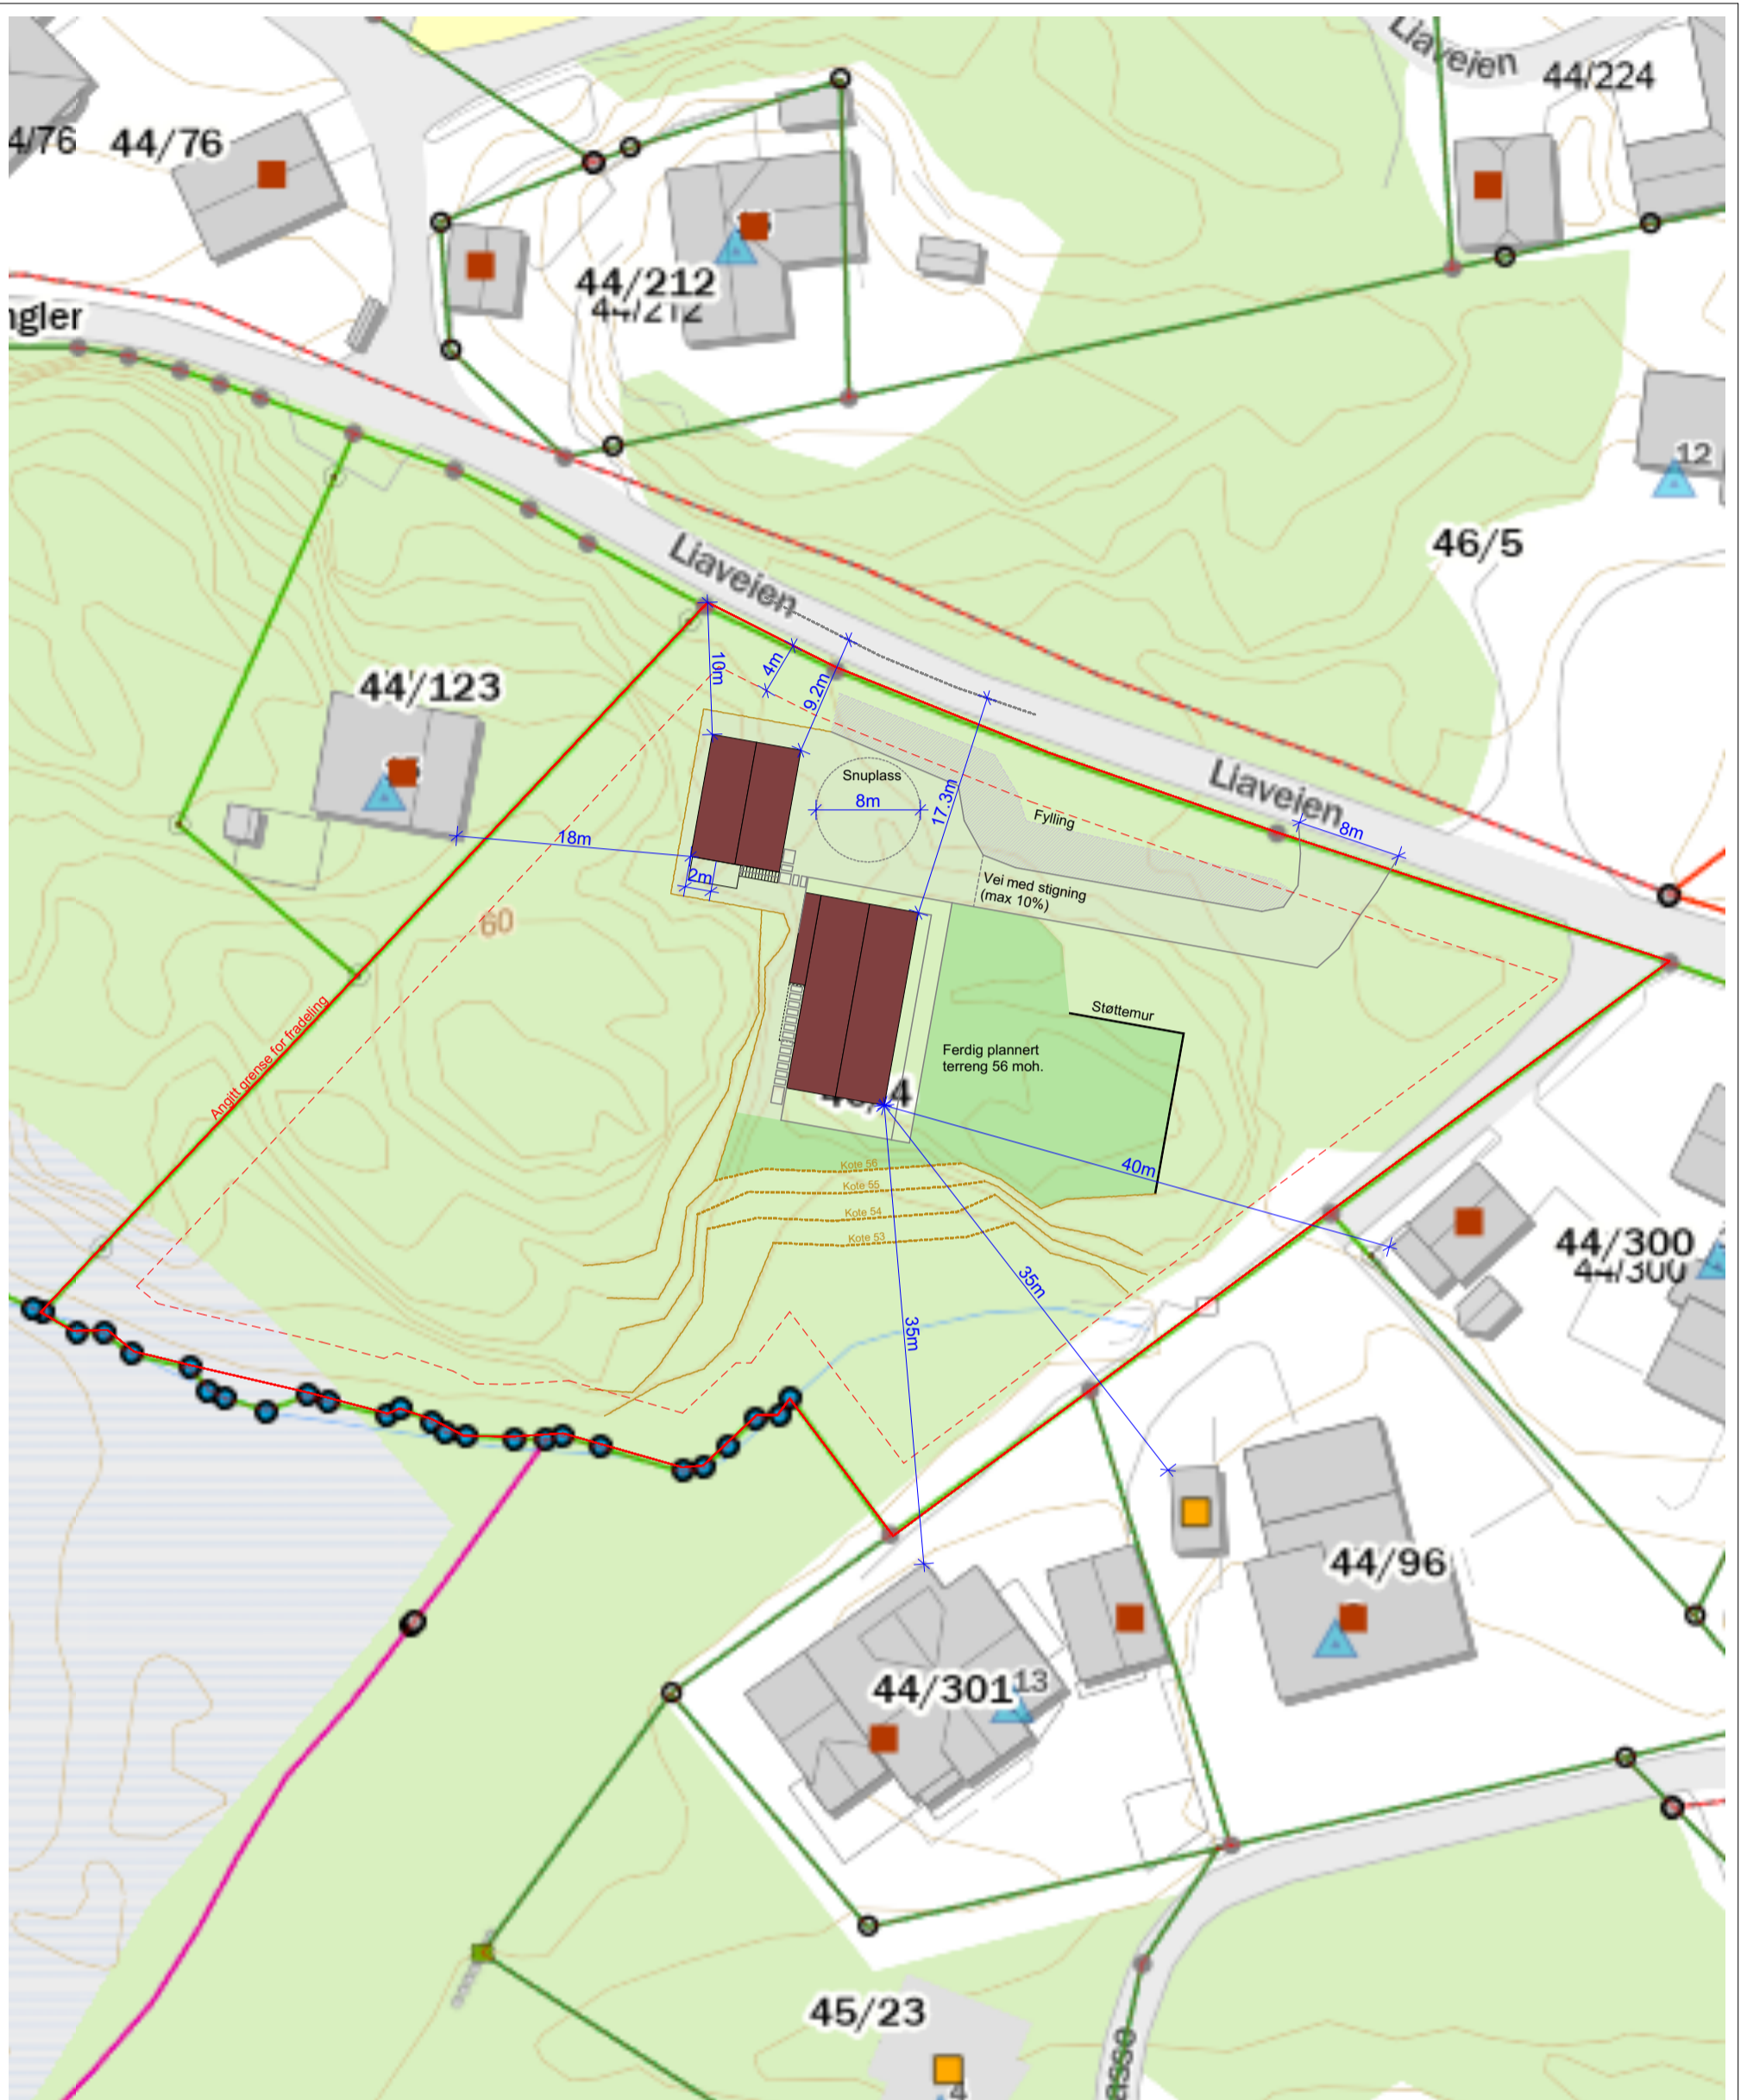 Liaveien
44/224
4/76
44/76
44/212
44/212
ngler
12
46/5
Liaveien
44/123
10m
4m
9.2m
Snuplass
8m
17.3m
Fylling
Liaveien
8m
18m
2m
Vei med stigning
(max 10%)
60
Støttemur
Angitt grense for fradeling
Ferdig plannert
terreng 56 moh.
4
40m
Kote 56
Kote 55
Kote 54
Kote 53
35m
35m
44/300
44/300
44/96
44/301
13
45/23
4